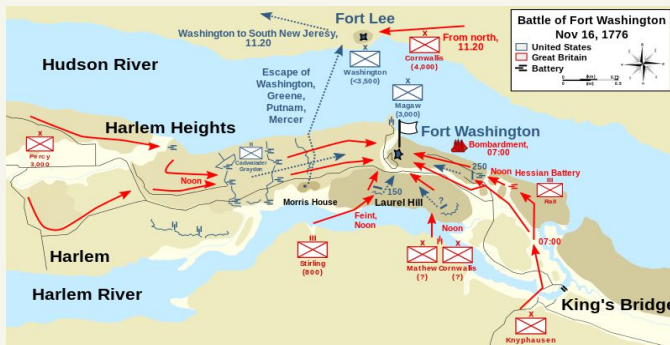 Battle of Fort Washington
Nov 16, 1776
United States
Great Britain
Battery
Fort Lee
Washington to South New Jeresy,
11.20
From north,
11.20
X
Cornwallis
(4,000)
X
Washington
(<3,500)
Hudson River
Escape of
Washington,
Greene,
Putnam,
Mercer
X
Magaw
(3,000)
Harlem Heights
Fort Washington
Bombardment,
07:00
X
Percy
3,000
II
Cadwalader
Graydon
Noon
250
Noon
Hessian Battery
III
Rall
150
?
Morris House
Laurel Hill
Feint,
Noon
Noon
07:00
Harlem
III
Stirling
(800)
X
Mathew
(?)
X
Cornwallis
(?)
Harlem River
King's Bridge
X
Knyphausen